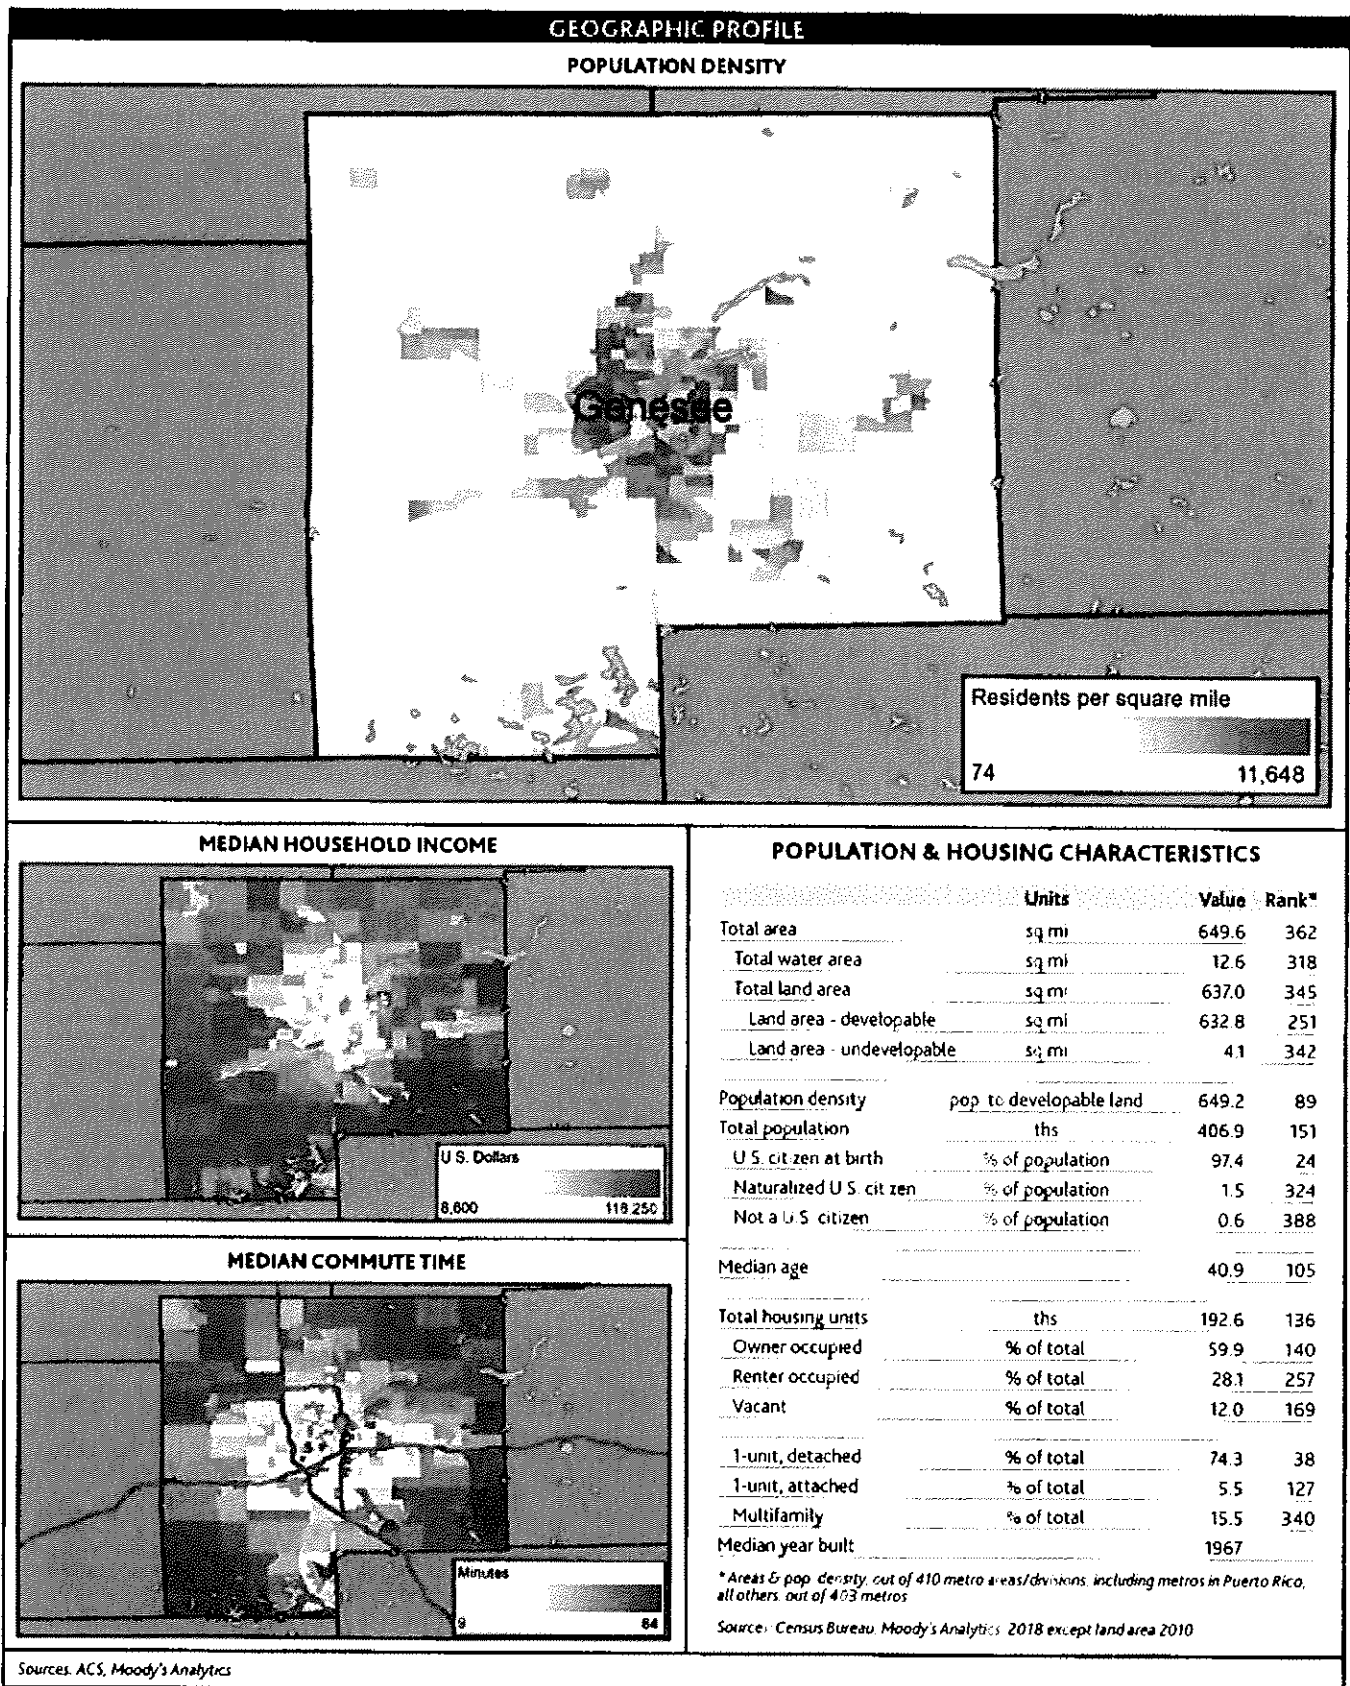 GEOGRAPHIC PROFILE
POPULATION DENSITY
Genesee
Residents per square mile
74 11,648
MEDIAN HOUSEHOLD INCOME
U.S. Dollars
8,800 118,250
MEDIAN COMMUTE TIME
Minutes
9 64
POPULATION & HOUSING CHARACTERISTICS
Units Value Rank*
Total area sq mi 649.6 362
Total water area sq mi 12.6 318
Total land area sq mi 637.0 345
Land area - developable sq mi 632.8 251
Land area - undevelopable sq mi 4.1 342
Population density pop. to developable land 649.2 89
Total population ths 406.9 151
U.S. citizen at birth % of population 97.4 24
Naturalized U.S. citizen % of population 1.5 324
Not a U.S. citizen % of population 0.6 388
Median age 40.9 105
Total housing units ths 192.6 136
Owner occupied % of total 59.9 140
Renter occupied % of total 28.1 257
Vacant % of total 12.0 169
1-unit, detached % of total 74.3 38
1-unit, attached % of total 5.5 127
Multifamily % of total 15.5 340
Median year built 1967
* Areas & pop. density, out of 410 metro areas/divisions, including metros in Puerto Rico,
all others, out of 403 metros
Sources: Census Bureau, Moody's Analytics, 2018 except land area 2010
Sources: ACS, Moody's Analytics